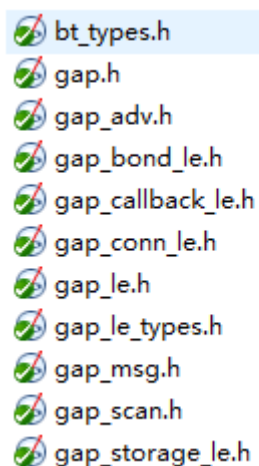 bt_types.h
gap.h
gap_adv.h
gap_bond_le.h
gap_callback_le.h
gap_conn_le.h
gap_le.h
gap_le_types.h
gap_msg.h
gap_scan.h
gap_storage_le.h